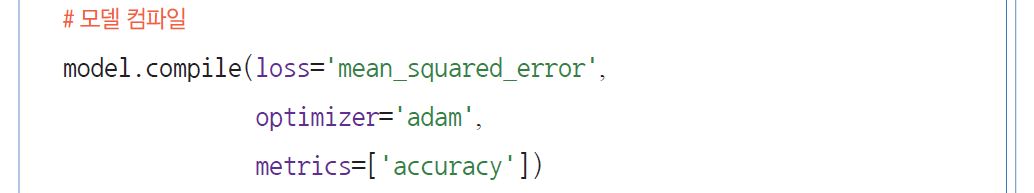 # 모델 컴파일
model.compile(loss='mean_squared_error',
optimizer='adam',
metrics=['accuracy'])